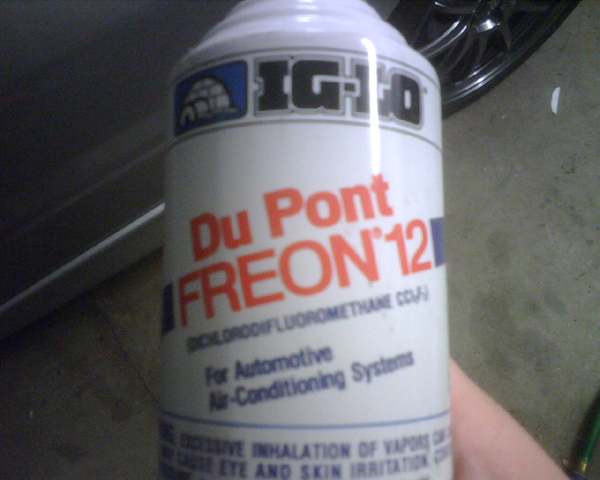 IG-LO
Du Pont
FREON® 12
(DICHLORODIFLUOROMETHANE CCl₂F₂)
For Automotive
Air-Conditioning Systems
EXCESSIVE INHALATION OF VAPORS
CAUSE EYE AND SKIN IRRITATION